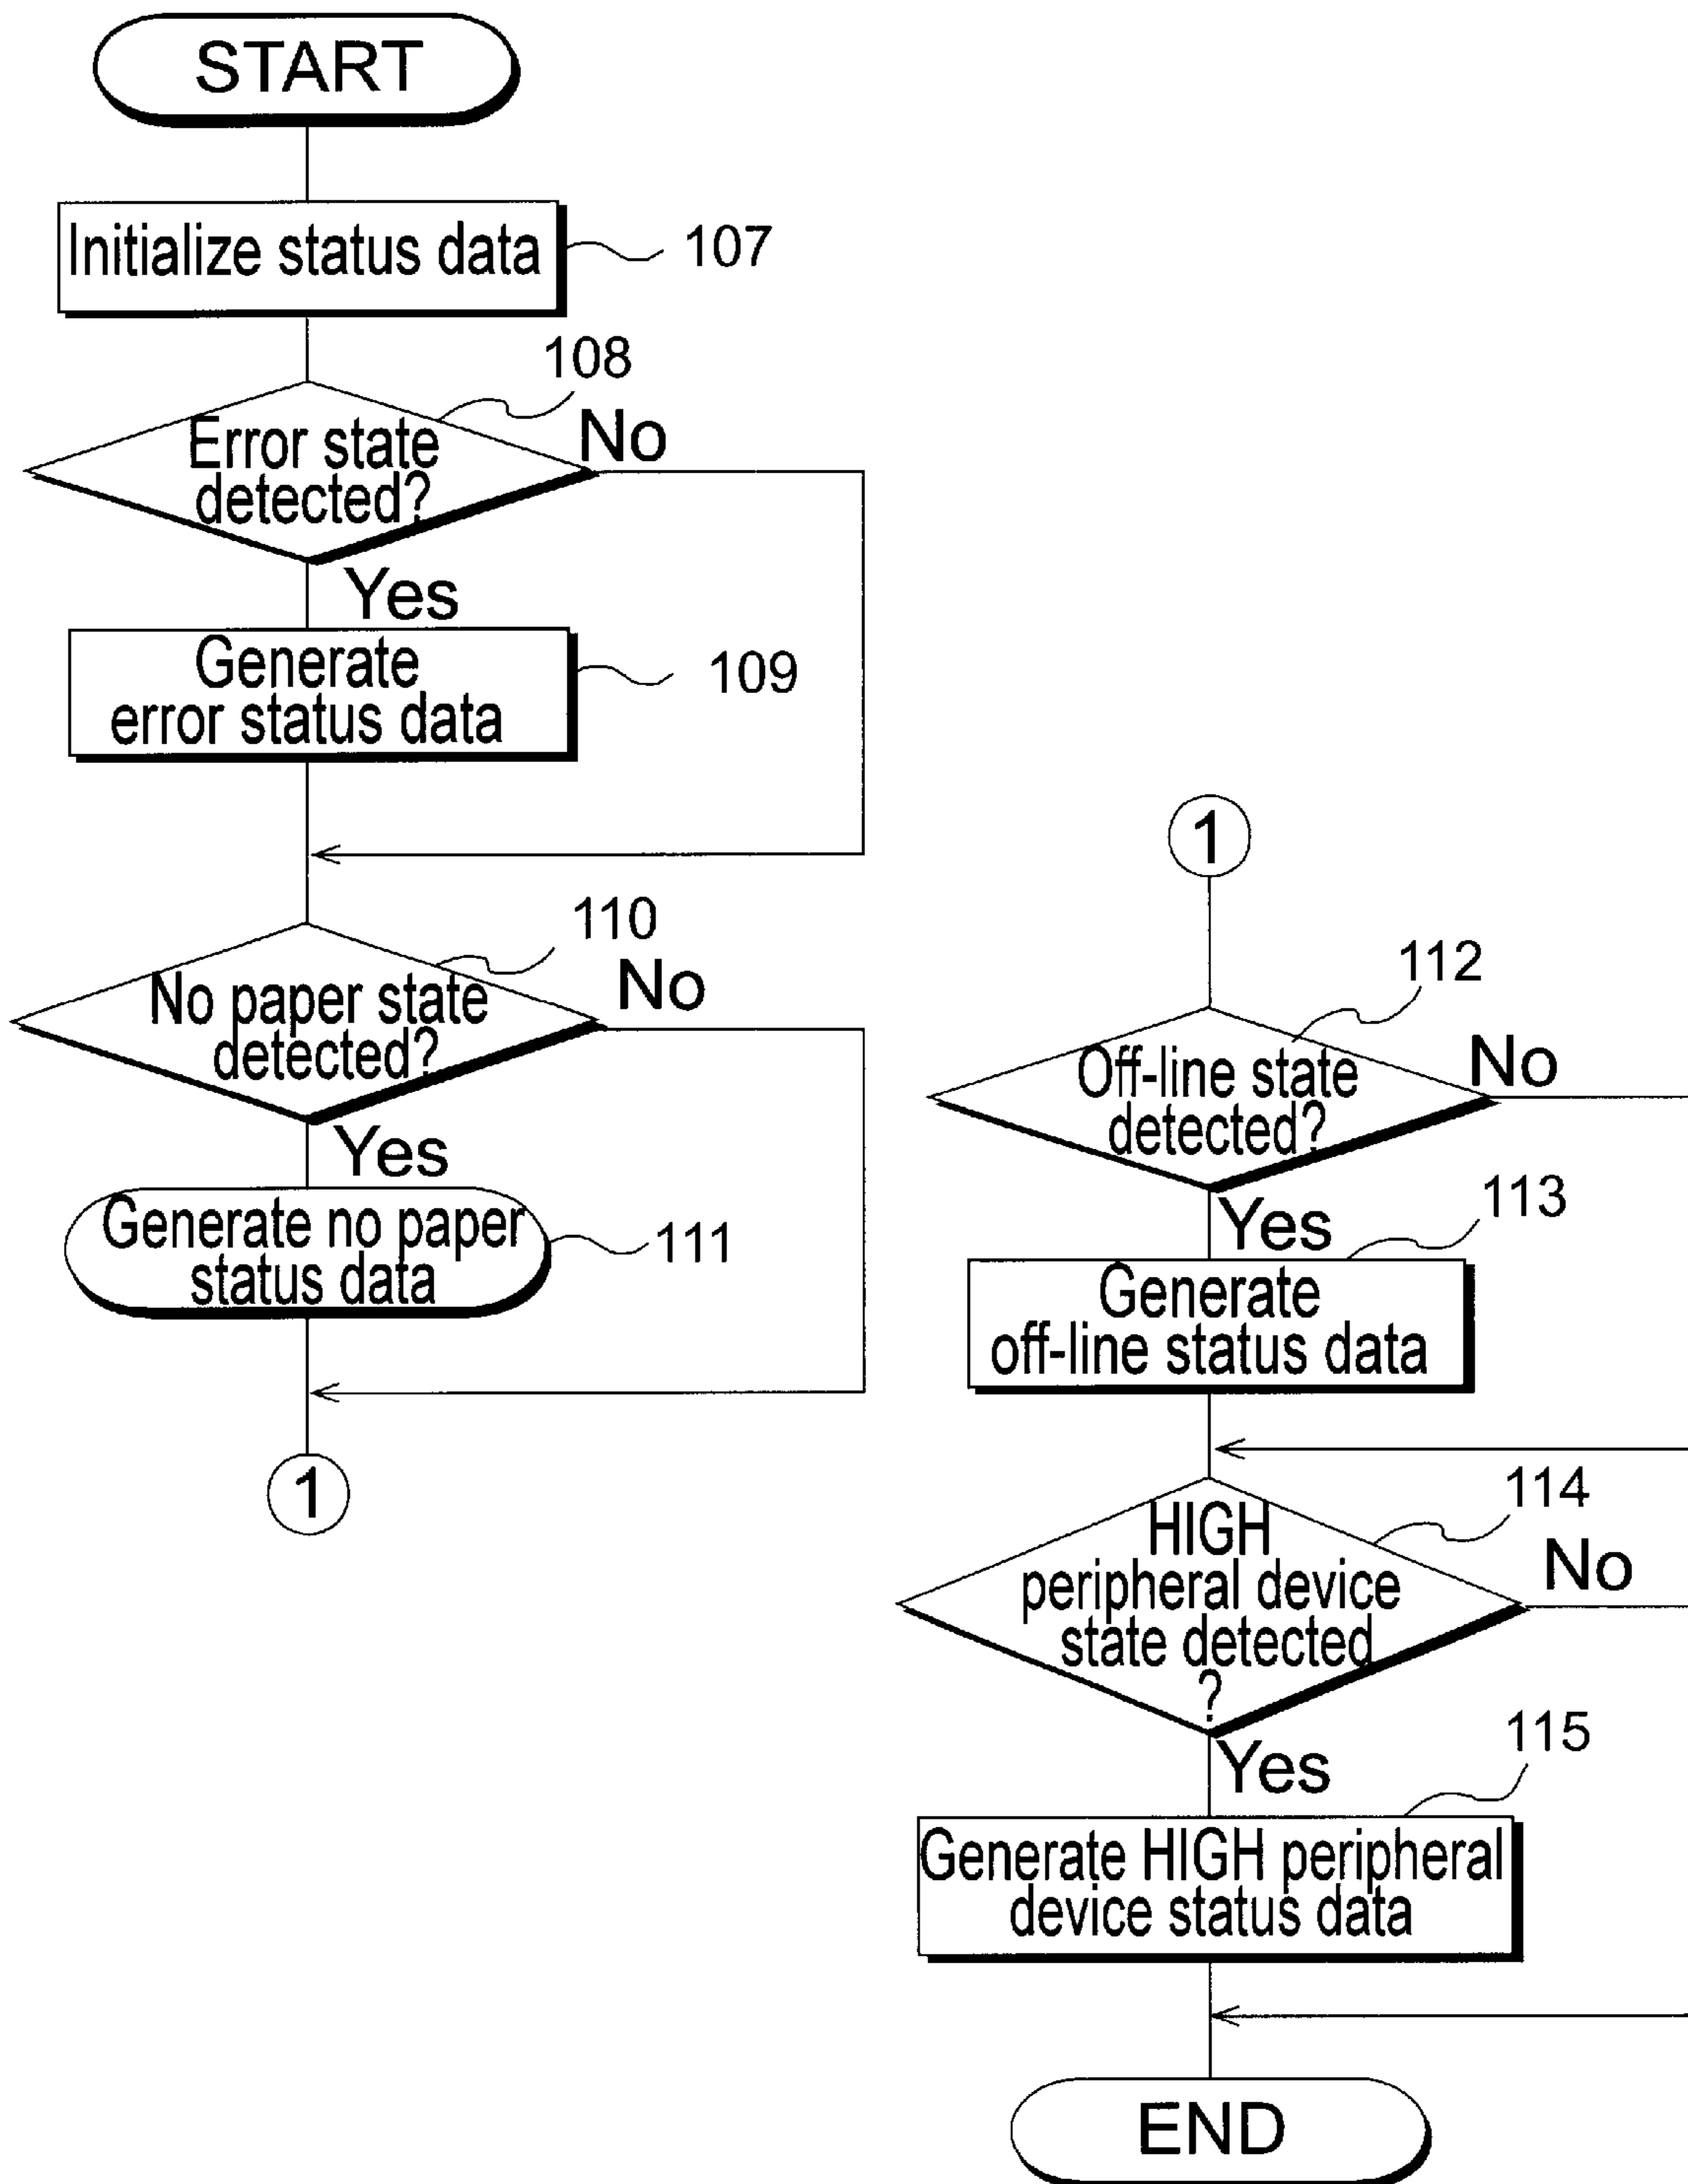 START
Initialize status data
107
108
Error state
detected?
No
Yes
Generate
error status data
109
110
No paper state
detected?
No
Yes
Generate no paper
status data
111
1
1
112
Off-line state
detected?
No
Yes
113
Generate
off-line status data
114
HIGH
peripheral device
state detected
?
No
Yes
115
Generate HIGH peripheral
device status data
END